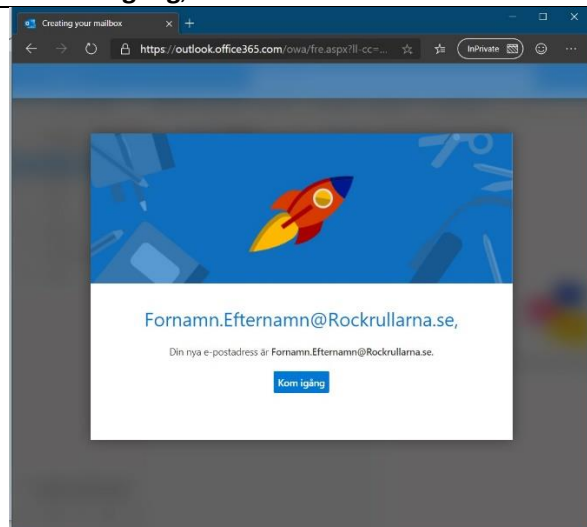 Creating your mailbox
https://outlook.office365.com/owa/fre.aspx?ll-cc=...
InPrivate
Fornamn.Efternamn@Rockrullarna.se,
Din nya e-postadress är Fornamn.Efternamn@Rockrullarna.se.
Kom igång